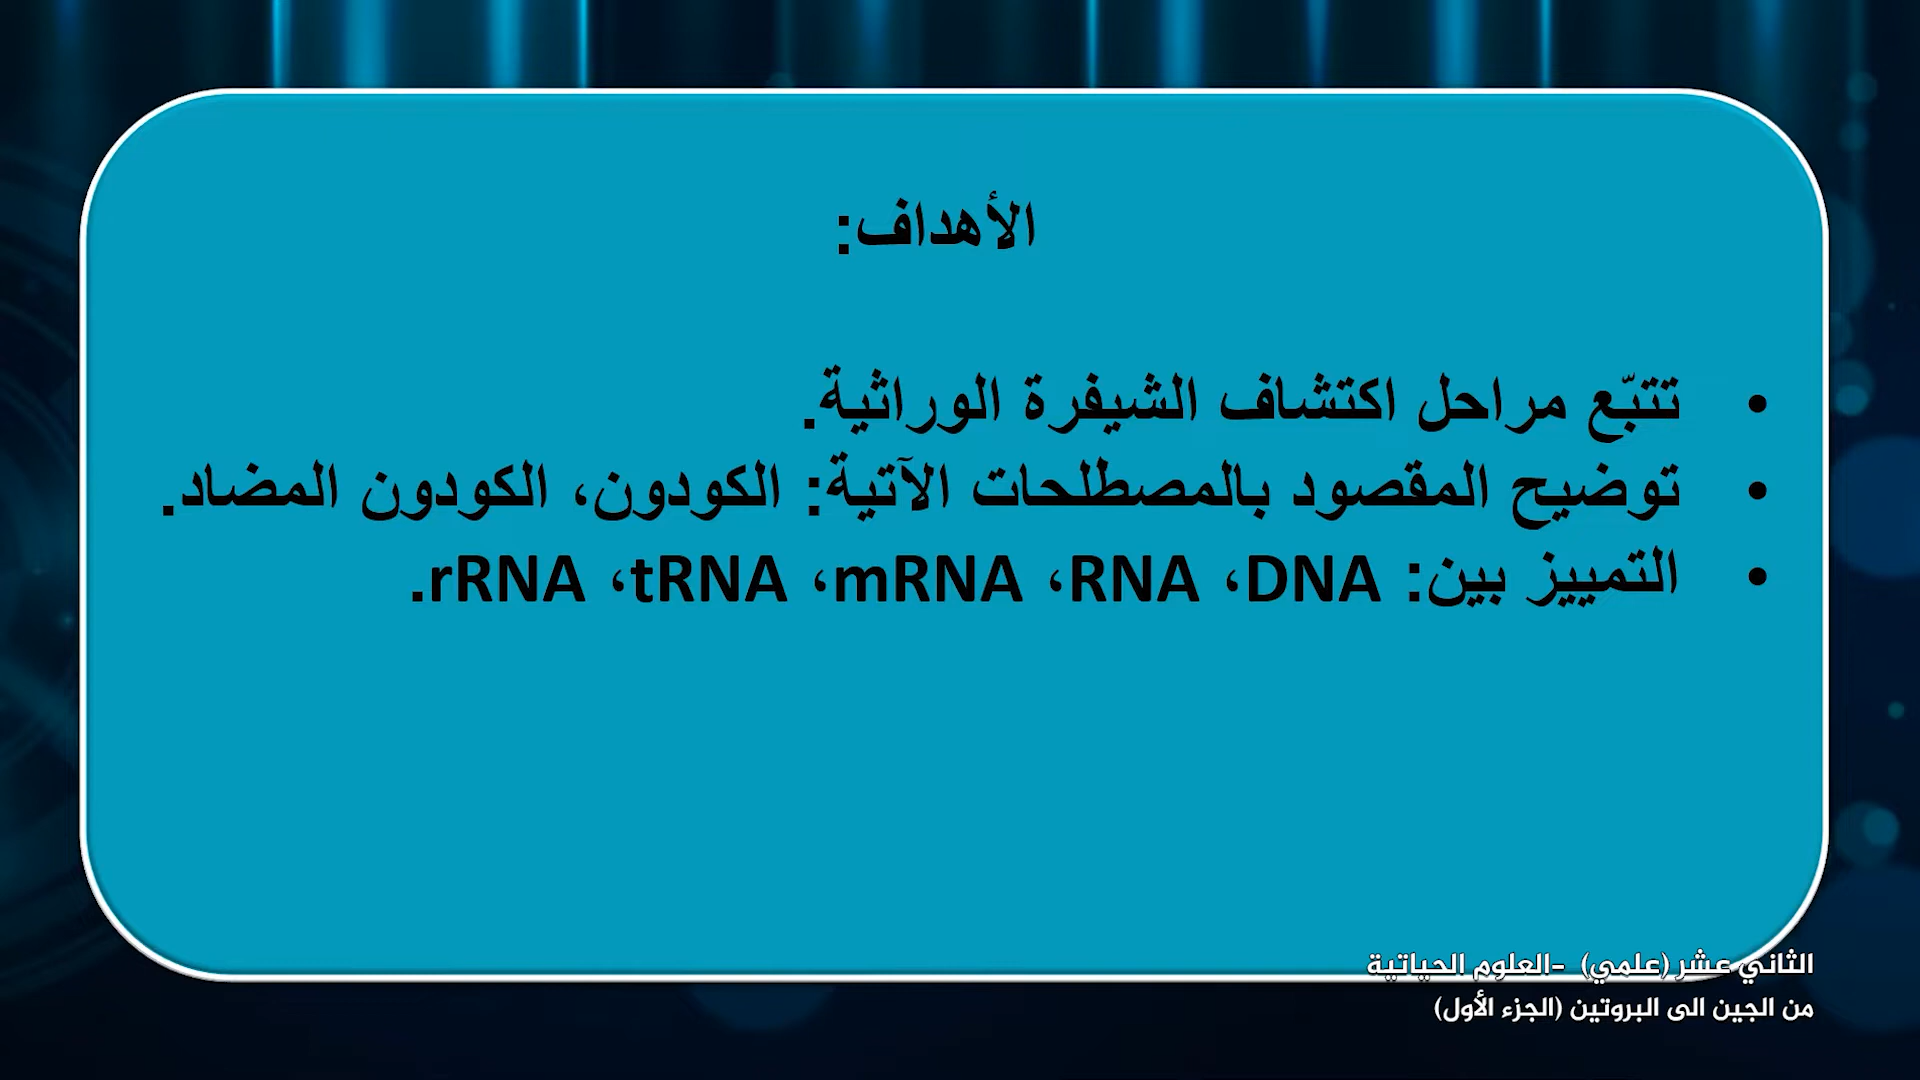 الأهداف:
• تتبّع مراحل اكتشاف الشيفرة الوراثية.
• توضيح المقصود بالمصطلحات الآتية: الكودون، الكودون المضاد.
• التمييز بين: DNA، RNA، mRNA، tRNA، rRNA.
الثاني عشر (علمي) -العلوم الحياتية
من الجين الى البروتين (الجزء الأول)